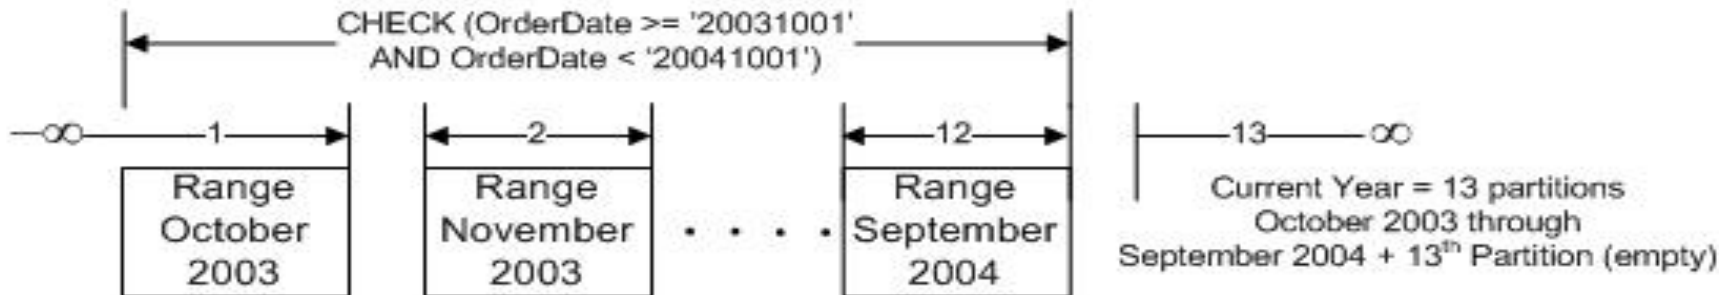 CHECK (OrderDate >= '20031001'
AND OrderDate < '20041001')
—∞ 1 2 12 13 ∞
Range
October
2003
Range
November
2003
. . . .
Range
September
2004
Current Year = 13 partitions
October 2003 through
September 2004 + 13th Partition (empty)